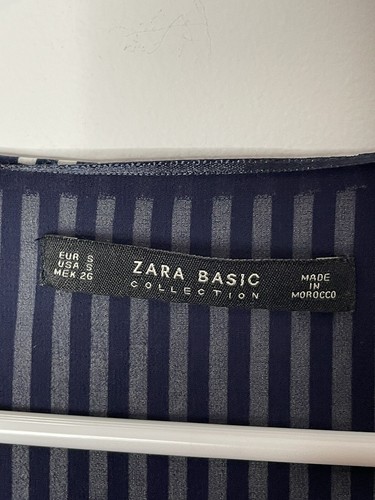 EUR S
USA S
MEX 26
ZARA BASIC
COLLECTION
MADE
IN
MOROCCO